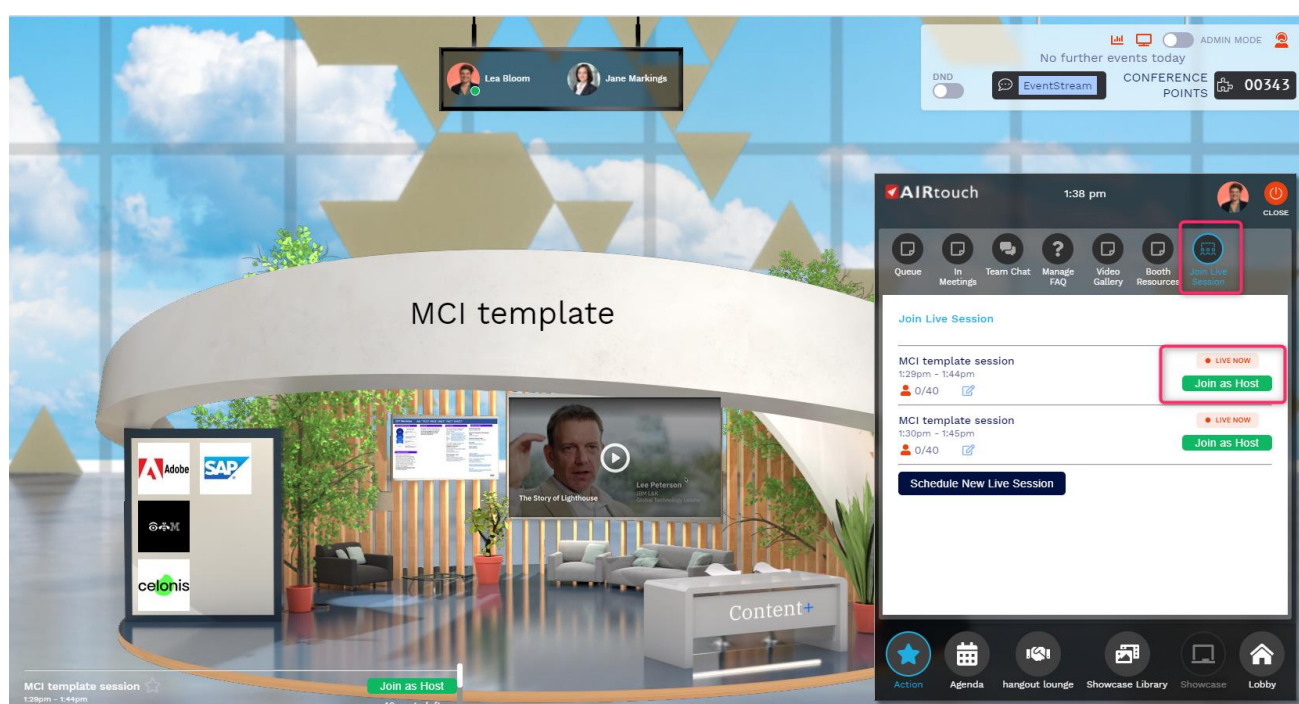 Lea Bloom
Jane Markings
ADMIN MODE
No further events today
DND
EventStream
CONFERENCE
POINTS
00343
AIRtouch
1:38 pm
CLOSE
Queue
In
Meetings
Team Chat
Manage
FAQ
Video
Gallery
Booth
Resources
Join Live
Session
Join Live Session
MCI template session
LIVE NOW
1:29pm - 1:44pm
Join as Host
0/40
MCI template session
LIVE NOW
1:30pm - 1:45pm
Join as Host
0/40
Schedule New Live Session
Action
Agenda
hangout lounge
Showcase Library
Showcase
Lobby
MCI template
Adobe
SAP
celonis
The Story of Lighthouse
Lee Peterson
Content+
MCI template session
Join as Host
1:29pm - 1:44pm